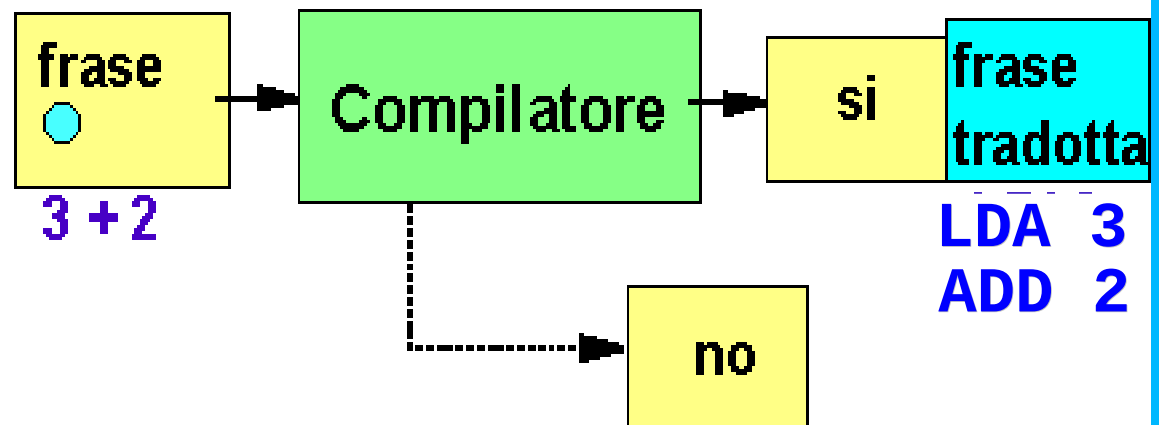 frase
3 + 2
Compilatore
si
frase
tradotta
LDA 3
ADD 2
no